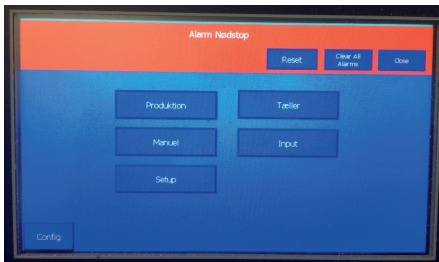 Alarm Nødstop
Reset
Clear All
Alarms
Close
Produktion
Tæller
Manuel
Input
Setup
Config